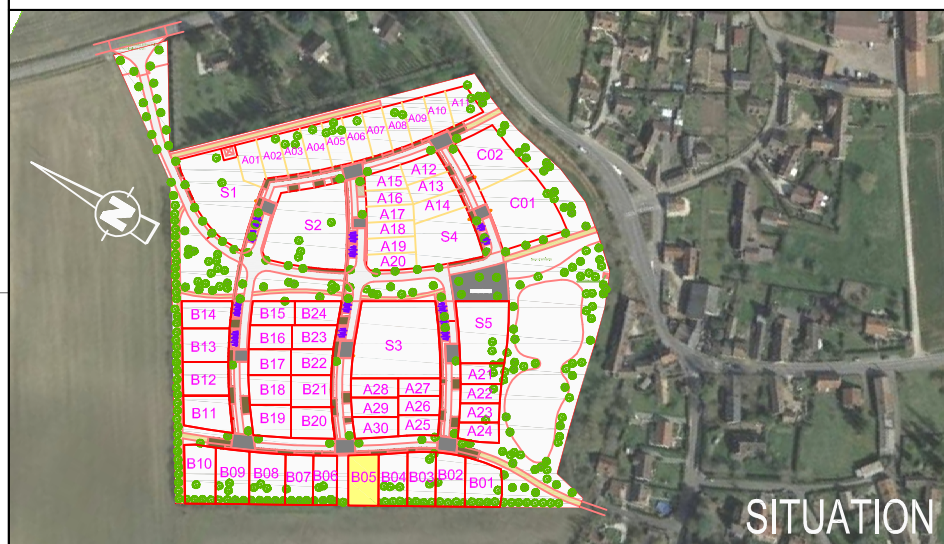 A11
A10
A09
A08
A07
A06
A05
A04
A03
A02
A01
C02
A12
A15
A13
S1
A16
C01
A14
A17
S2
A18
S4
A19
A20
N
B14
B15
B24
S5
B13
B16
B23
S3
B17
B22
B12
A21
B18
B21
A28
A27
A22
B11
A29
A26
A23
B19
B20
A30
A25
A24
B10
B09
B08
B07
B06
B05
B04
B03
B02
B01
SITUATION